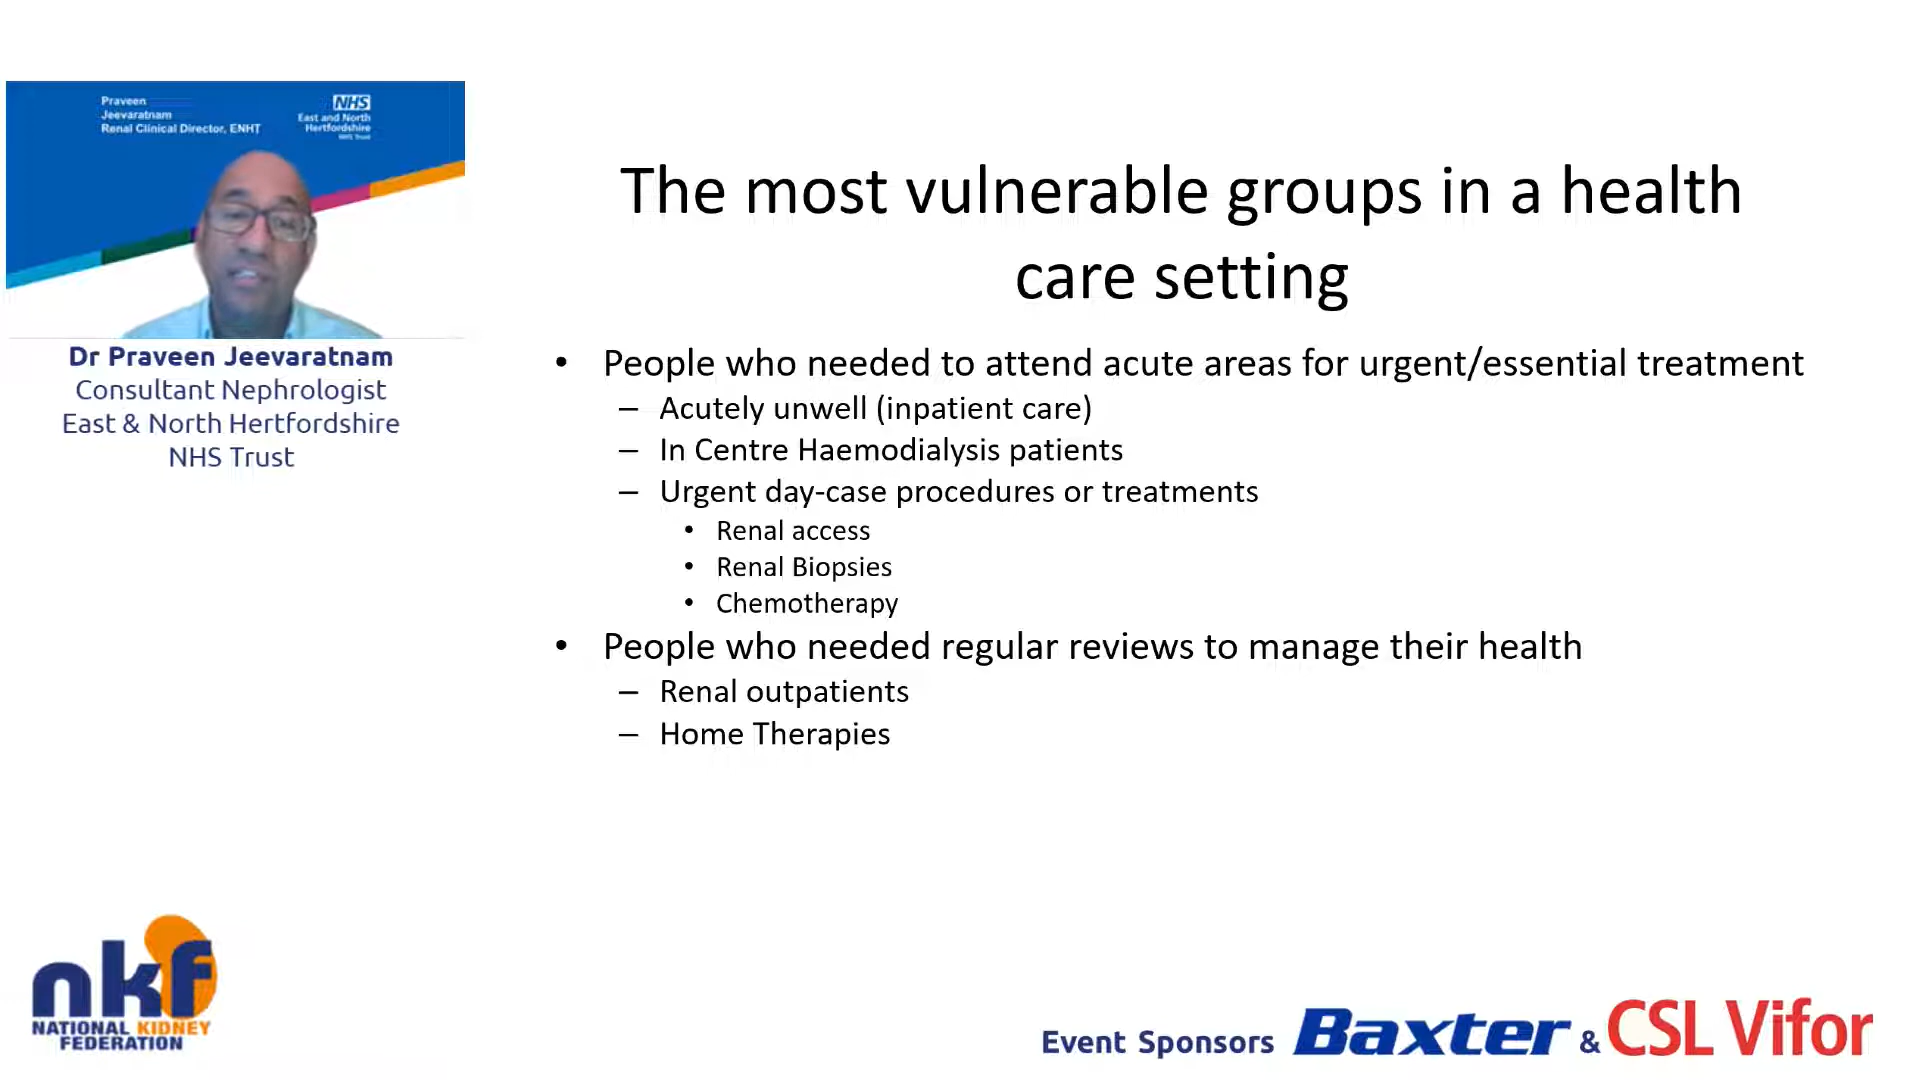 Praveen
Jeevaratnam
Renal Clinical Director, ENHT
NHS
East and North
Hertfordshire
NHS Trust
Dr Praveen Jeevaratnam
Consultant Nephrologist
East & North Hertfordshire
NHS Trust
The most vulnerable groups in a health
care setting
• People who needed to attend acute areas for urgent/essential treatment
– Acutely unwell (inpatient care)
– In Centre Haemodialysis patients
– Urgent day-case procedures or treatments
• Renal access
• Renal Biopsies
• Chemotherapy
• People who needed regular reviews to manage their health
– Renal outpatients
– Home Therapies
nkf
NATIONAL KIDNEY
FEDERATION
Event Sponsors Baxter & CSL Vifor